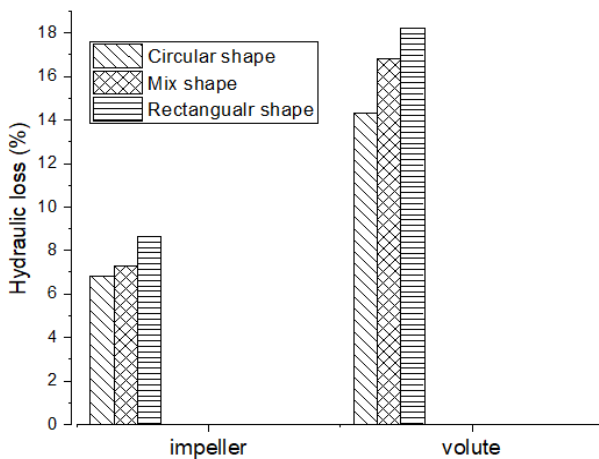 18
16
14
12
10
8
6
4
2
0
Hydraulic loss (%)
Circular shape
Mix shape
Rectangualr shape
impeller volute